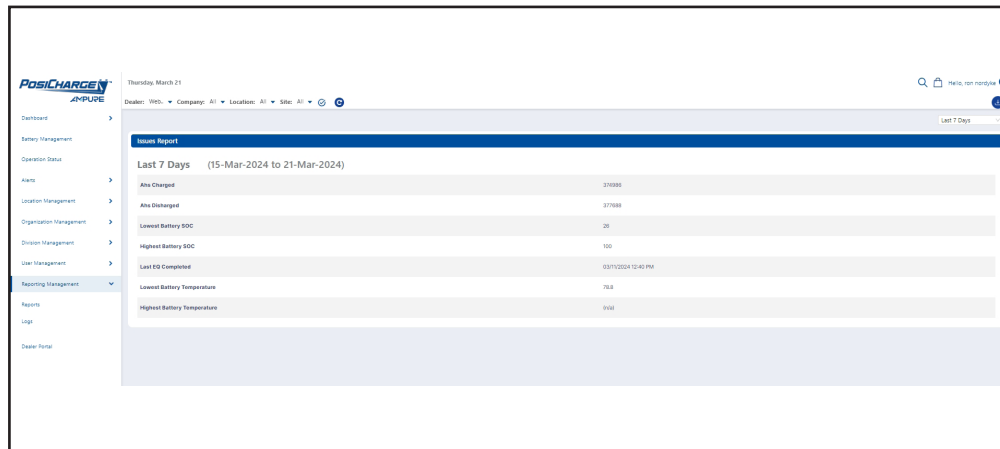 POSICHARGE
AMPURE
Thursday, March 21
Hello, ron nordyke
Dealer: Web. Company: All Location: All Site: All
Last 7 Days
Dashboard
Battery Management
Operation Status
Alerts
Location Management
Organization Management
Division Management
User Management
Reporting Management
Reports
Logs
Dealer Portal
Issues Report
Last 7 Days (15-Mar-2024 to 21-Mar-2024)
Ahs Charged 374986
Ahs Disharged 377688
Lowest Battery SOC 26
Highest Battery SOC 100
Last EQ Completed 03/11/2024 12:40 PM
Lowest Battery Temperature 78.8
Highest Battery Temperature (n/a)